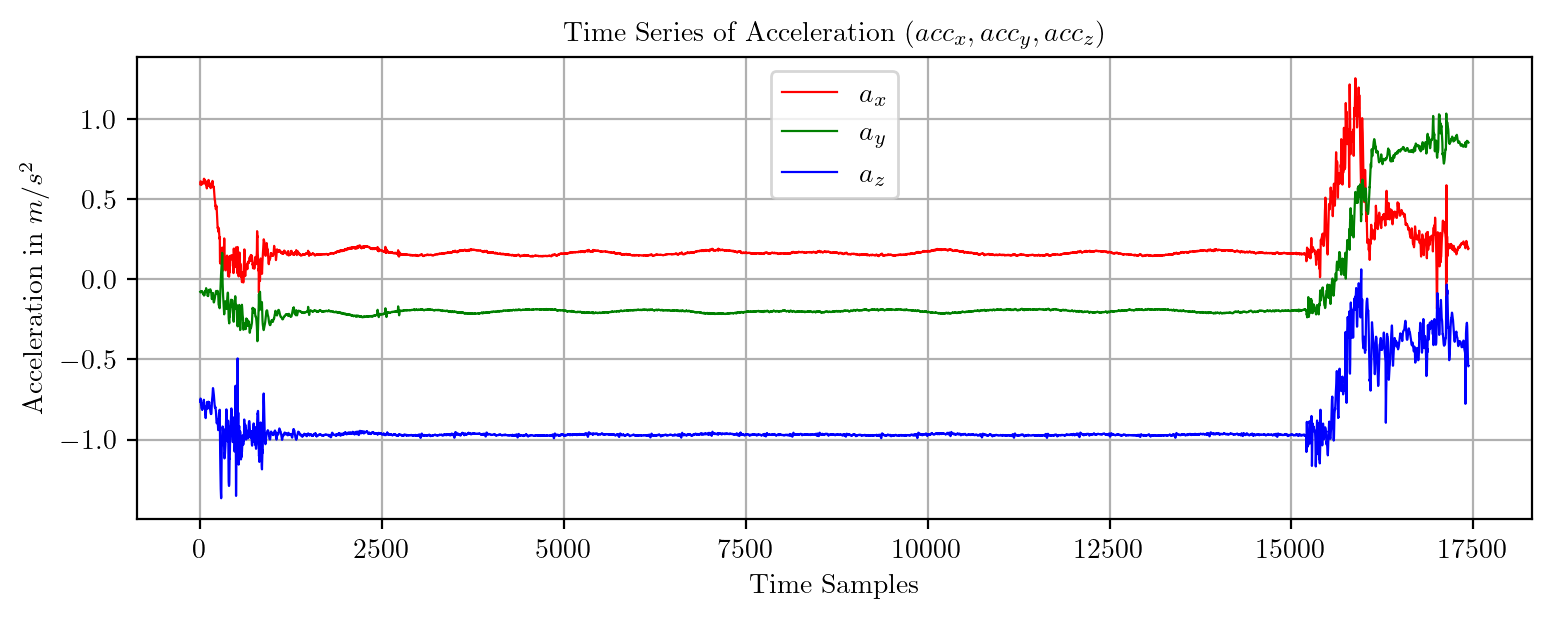 Time Series of Acceleration (acc_x, acc_y, acc_z)
Acceleration in m/s²
1.0
0.5
0.0
−0.5
−1.0
a_x
a_y
a_z
0 2500 5000 7500 10000 12500 15000 17500
Time Samples